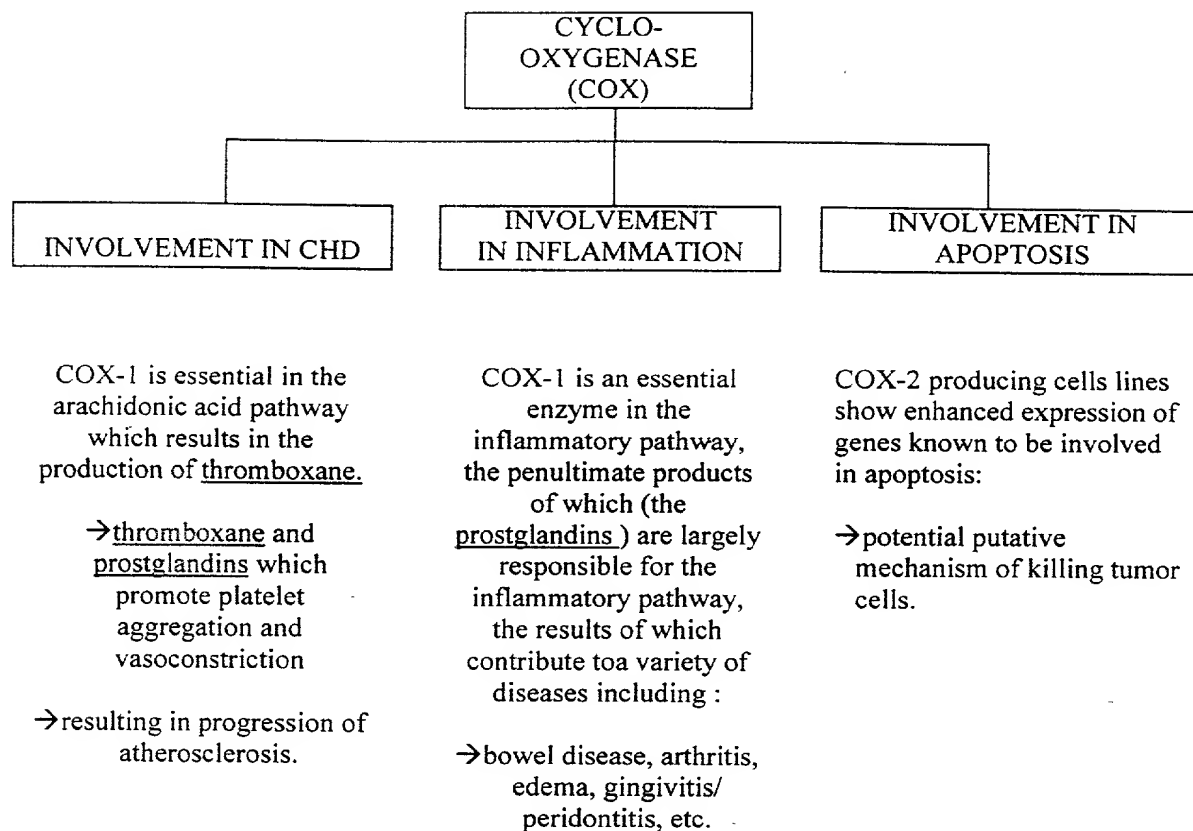 CYCLO-
OXYGENASE
(COX)
INVOLVEMENT IN CHD
INVOLVEMENT
IN INFLAMMATION
INVOLVEMENT IN
APOPTOSIS
COX-1 is essential in the
arachidonic acid pathway
which results in the
production of thromboxane.
→thromboxane and
prostglandins which
promote platelet
aggregation and
vasoconstriction
→resulting in progression of
atherosclerosis.
COX-1 is an essential
enzyme in the
inflammatory pathway,
the penultimate products
of which (the
prostglandins ) are largely
responsible for the
inflammatory pathway,
the results of which
contribute toa variety of
diseases including :
→bowel disease, arthritis,
edema, gingivitis/
peridontitis, etc.
COX-2 producing cells lines
show enhanced expression of
genes known to be involved
in apoptosis:
→potential putative
mechanism of killing tumor
cells.